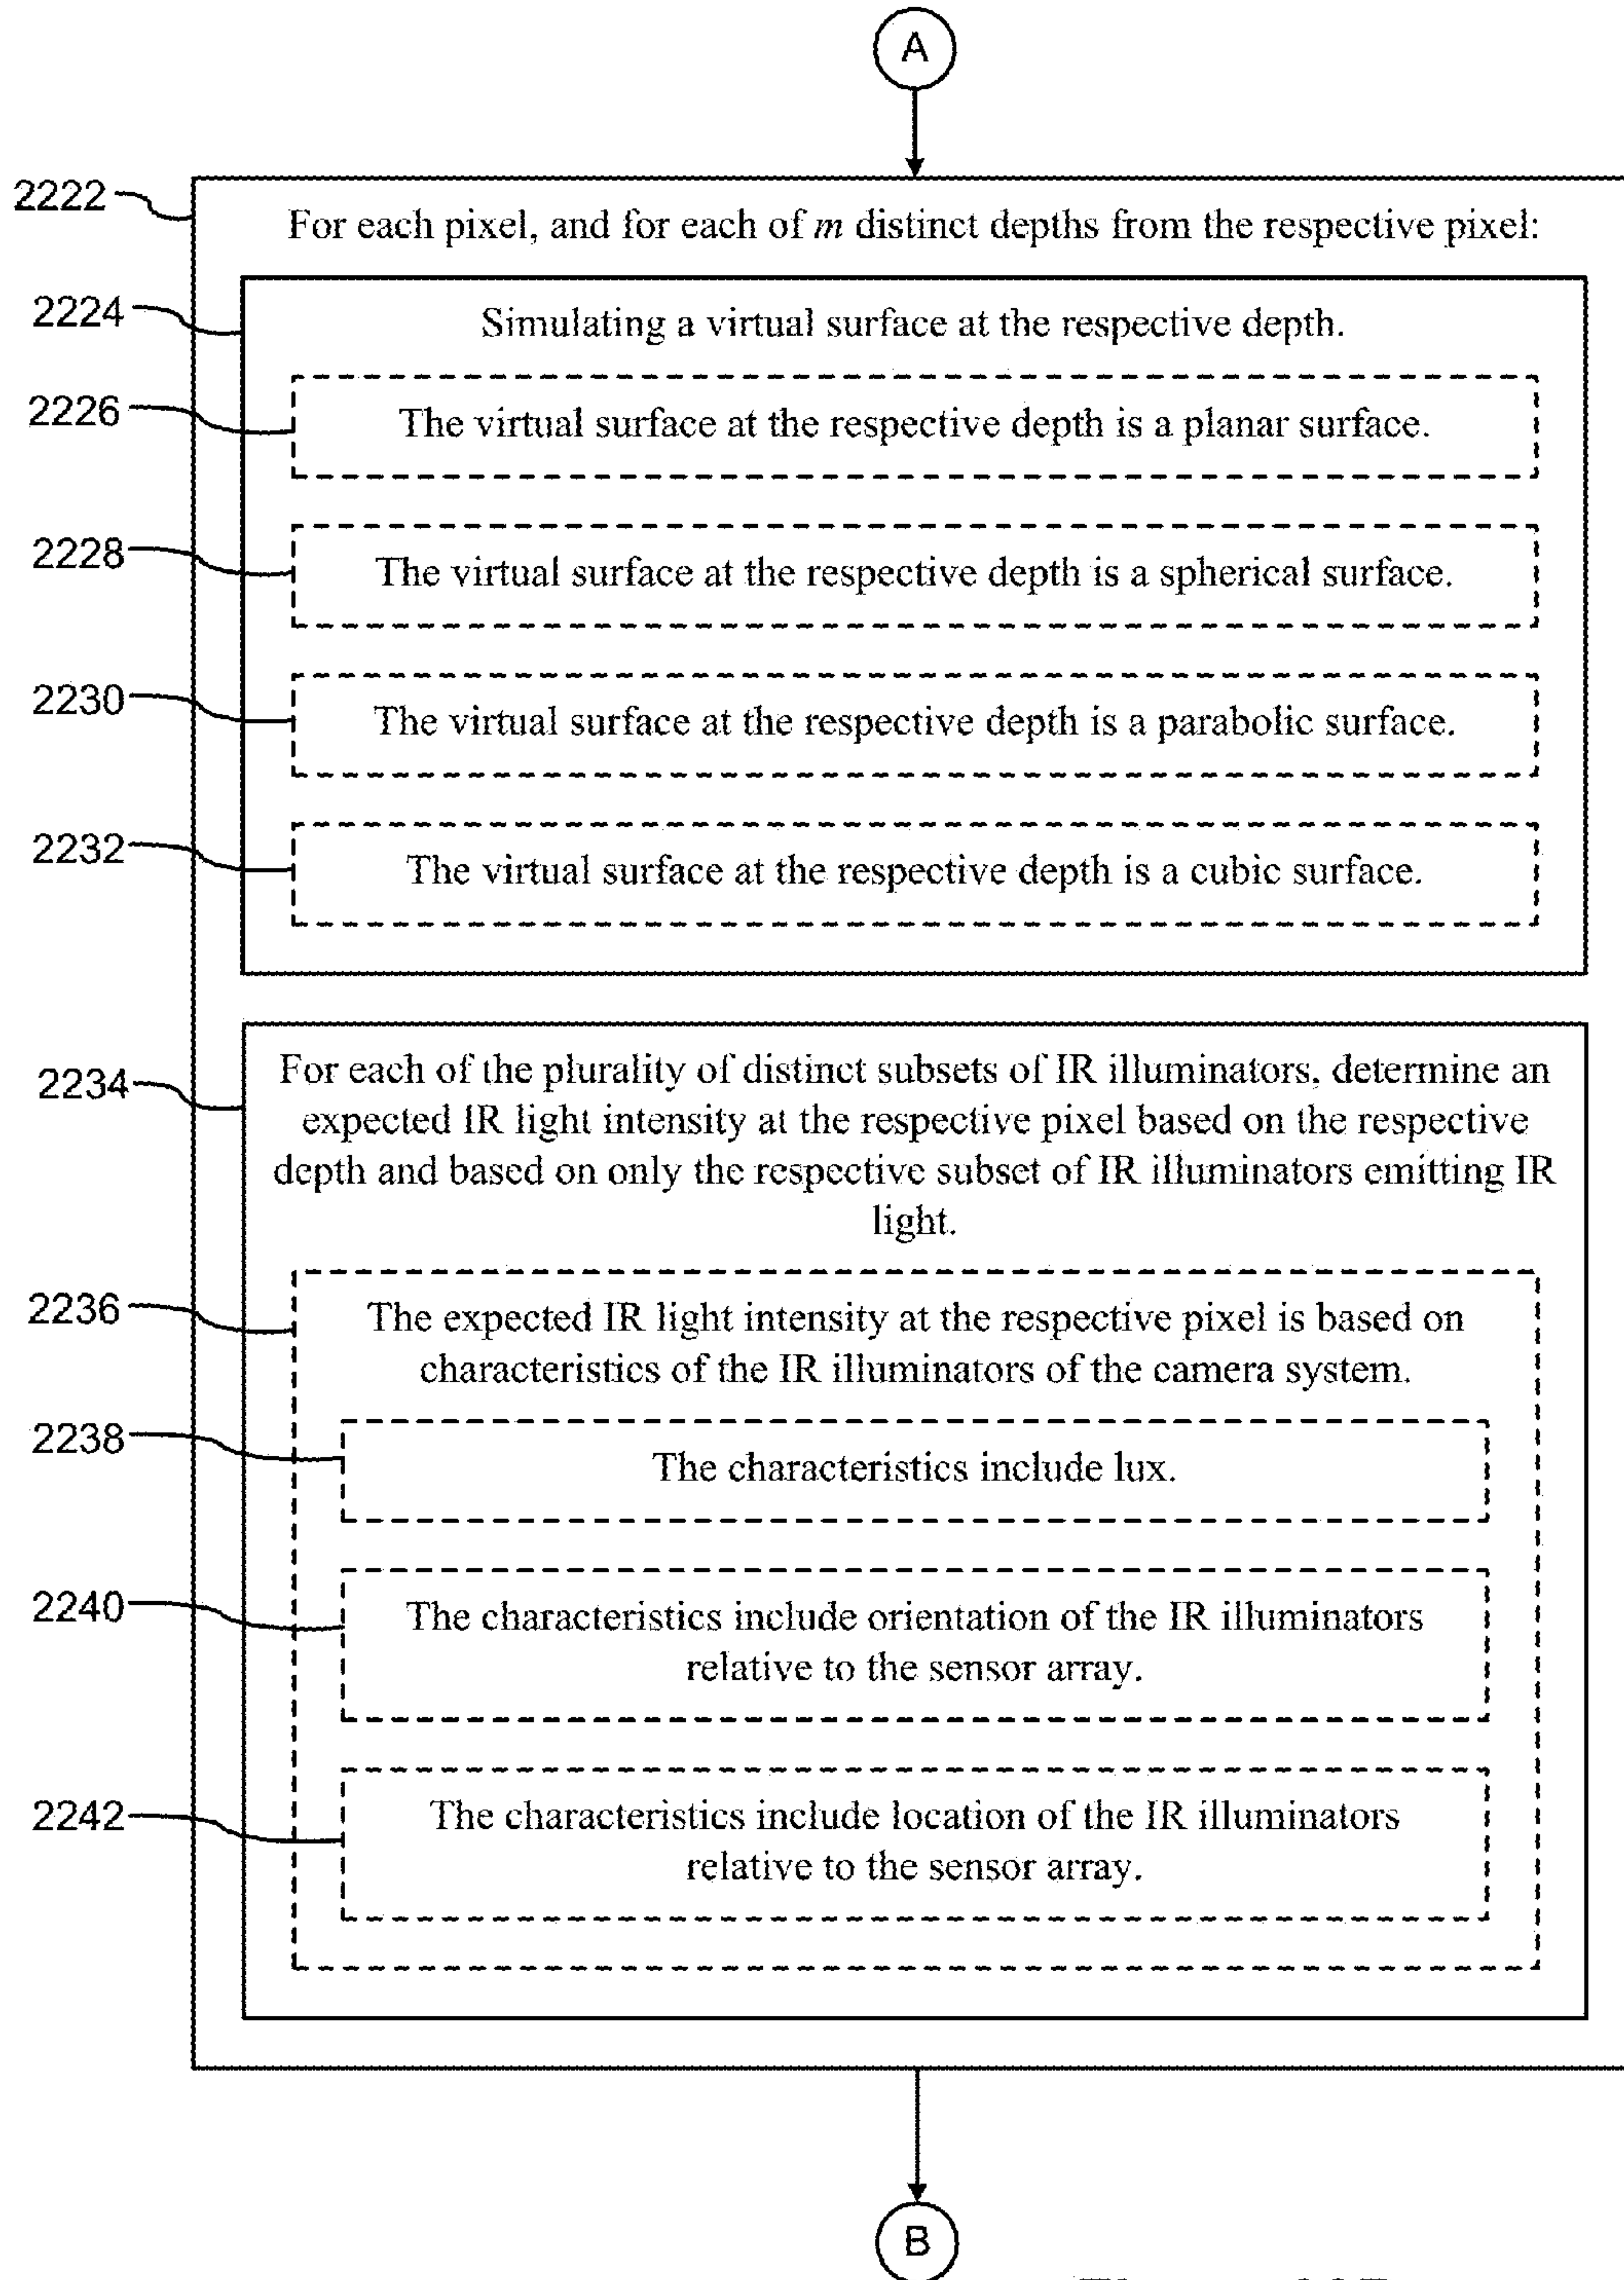 A
2222
For each pixel, and for each of m distinct depths from the respective pixel:
2224
Simulating a virtual surface at the respective depth.
2226
The virtual surface at the respective depth is a planar surface.
2228
The virtual surface at the respective depth is a spherical surface.
2230
The virtual surface at the respective depth is a parabolic surface.
2232
The virtual surface at the respective depth is a cubic surface.
2234
For each of the plurality of distinct subsets of IR illuminators, determine an
expected IR light intensity at the respective pixel based on the respective
depth and based on only the respective subset of IR illuminators emitting IR
light.
2236
The expected IR light intensity at the respective pixel is based on
characteristics of the IR illuminators of the camera system.
2238
The characteristics include lux.
2240
The characteristics include orientation of the IR illuminators
relative to the sensor array.
2242
The characteristics include location of the IR illuminators
relative to the sensor array.
B